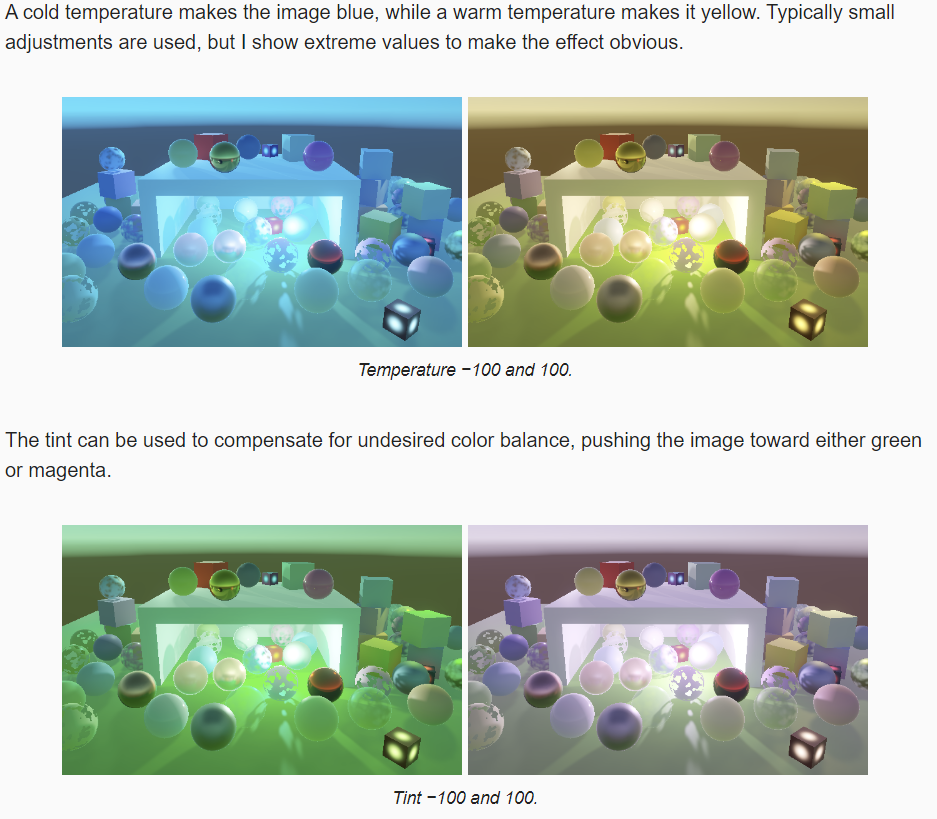 A cold temperature makes the image blue, while a warm temperature makes it yellow. Typically small
adjustments are used, but I show extreme values to make the effect obvious.
Temperature −100 and 100.
The tint can be used to compensate for undesired color balance, pushing the image toward either green
or magenta.
Tint −100 and 100.